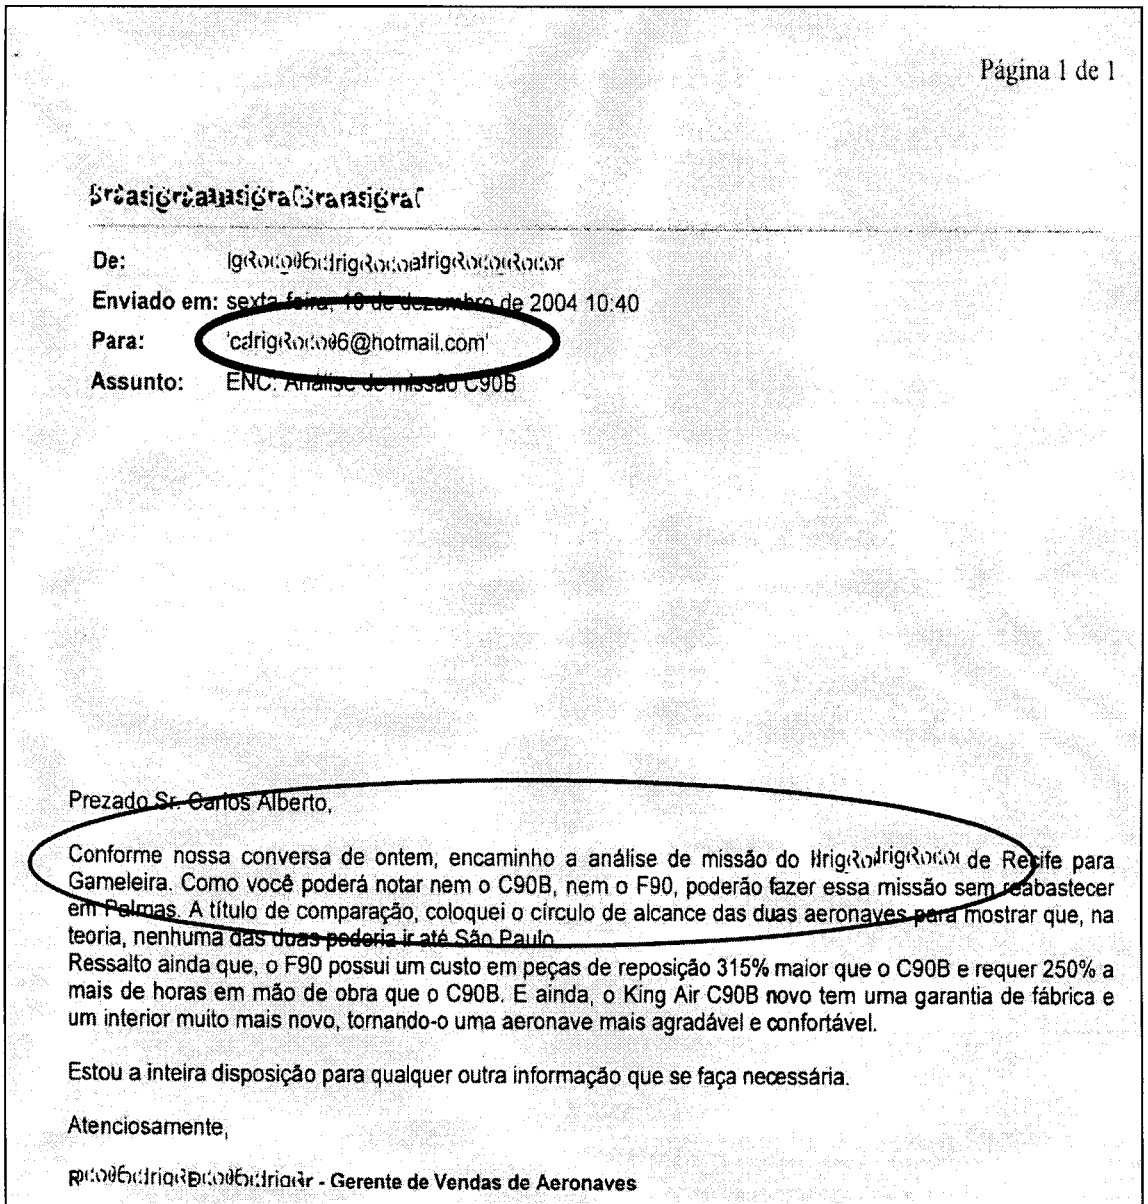 Página 1 de 1
De:
Enviado em: sexta-feira, de dezembro de 2004 10:40
Para: @hotmail.com'
Assunto: ENC: Análise de missão C90B
Prezado Sr. Carlos Alberto,
Conforme nossa conversa de ontem, encaminho a análise de missão do de Recife para
Gameleira. Como você poderá notar nem o C90B, nem o F90, poderão fazer essa missão sem reabastecer
em Palmas. A título de comparação, coloquei o círculo de alcance das duas aeronaves para mostrar que, na
teoria, nenhuma das duas poderia ir até São Paulo.
Ressalto ainda que, o F90 possui um custo em peças de reposição 315% maior que o C90B e requer 250% a
mais de horas em mão de obra que o C90B. E ainda, o King Air C90B novo tem uma garantia de fábrica e
um interior muito mais novo, tornando-o uma aeronave mais agradável e confortável.
Estou a inteira disposição para qualquer outra informação que se faça necessária.
Atenciosamente,
- Gerente de Vendas de Aeronaves